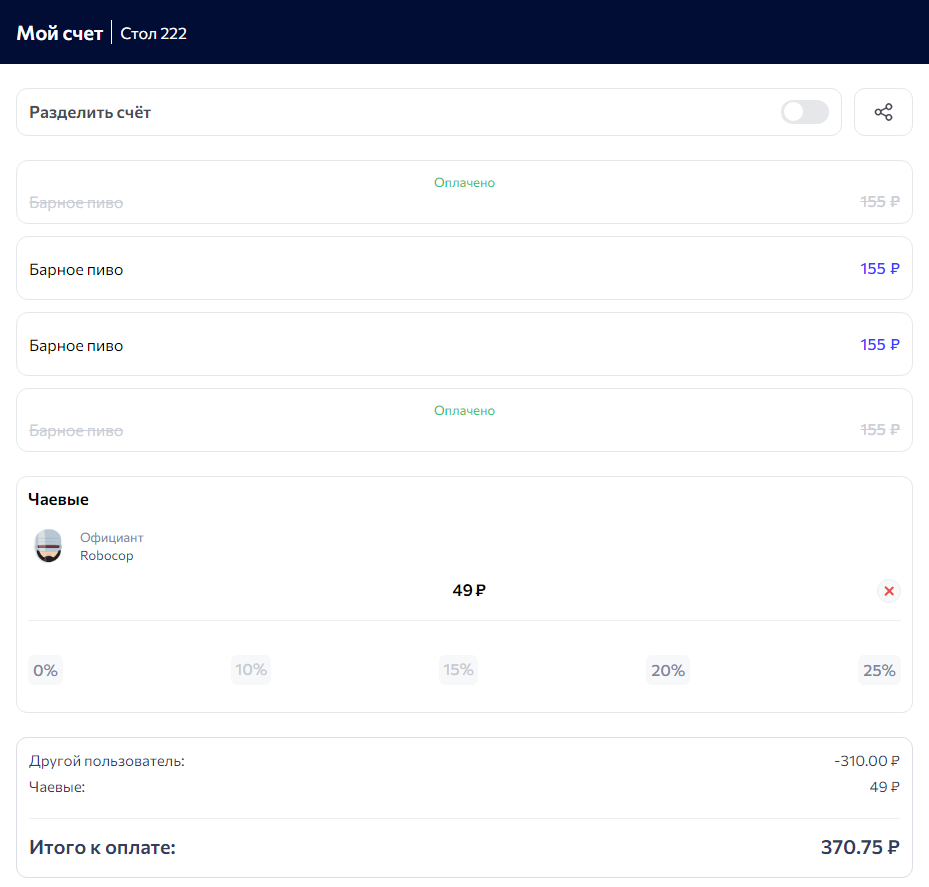 Мой счет | Стол 222
Разделить счёт
Оплачено
Барное пиво 155 ₽
Барное пиво 155 ₽
Барное пиво 155 ₽
Оплачено
Барное пиво 155 ₽
Чаевые
Официант
Robocop
49 ₽
0% 10% 15% 20% 25%
Другой пользователь: -310.00 ₽
Чаевые: 49 ₽
Итого к оплате: 370.75 ₽